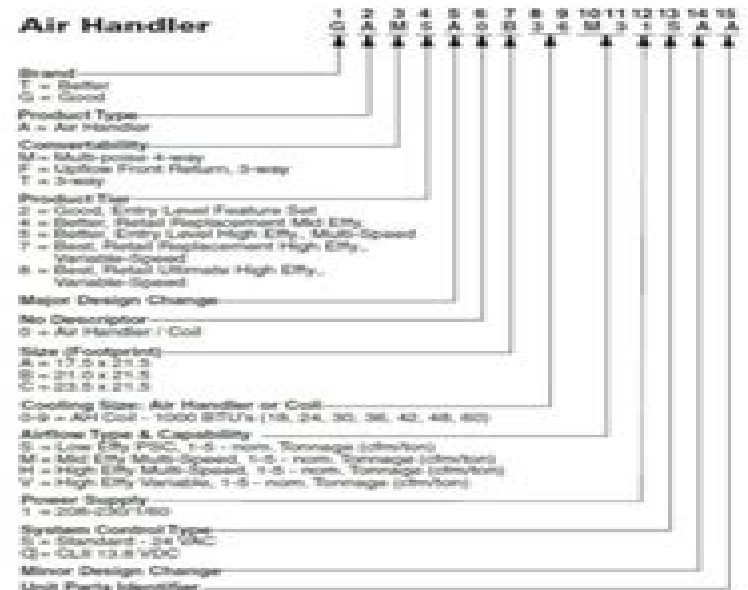 1 2 3 4 5 6 7 8 9 10 11 12 13 14 15
Air Handler G A M 5 A 0 B 3 6 M 3 1 S A A
Brand
T = Better
G = Good
Product Type
A = Air Handler
Convertability
M = Multi-poise 4-way
F = Upflow Front Return, 3-way
T = 3-way
Product Tier
2 = Good, Entry Level Feature Set
4 = Better, Retail Replacement Mid Effy
5 = Better, Entry Level High Effy., Multi-Speed
7 = Best, Retail Replacement High Effy.,
Variable-Speed
8 = Best, Retail Ultimate High Effy.,
Variable-Speed
Major Design Change
No Descriptor
0 = Air Handler / Coil
Size (Footprint)
A = 17.5 x 21.5
B = 21.0 x 21.5
C = 23.5 x 21.5
Cooling Size: Air Handler or Coil
0-9 = AH Coil - 1000 BTU's (18, 24, 30, 36, 42, 48, 60)
Airflow Type & Capability
S = Low Effy PSC, 1-5 - nom. Tonnage (cfm/ton)
M = Mid Effy Multi-Speed, 1-5 - nom. Tonnage (cfm/ton)
H = High Effy Multi-Speed, 1-5 - nom. Tonnage (cfm/ton)
V = High Effy Variable, 1-5 - nom. Tonnage (cfm/ton)
Power Supply
1 = 208-230/1/60
System Control Type
S = Standard - 24 VAC
Q = CLII 13.8 VDC
Minor Design Change
Unit Parts Identifier